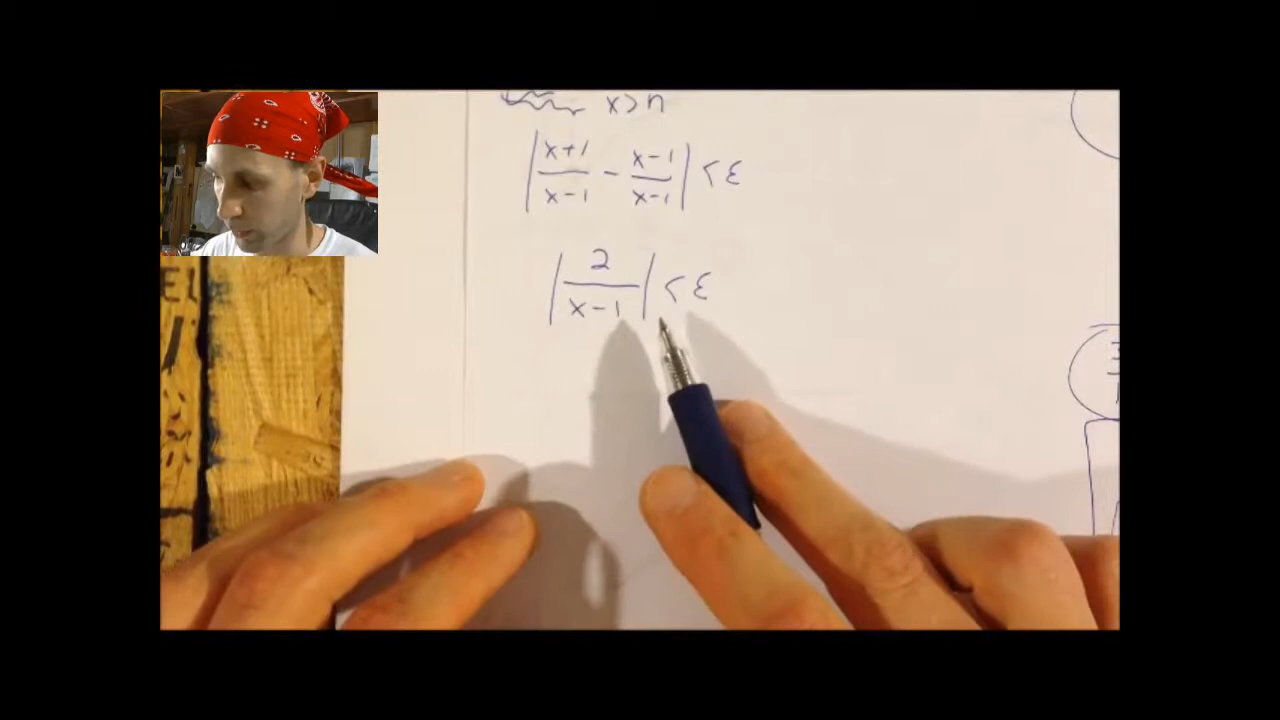 x>n
|x+1/x-1 - x-1/x-1| < ε
|2/x-1| < ε